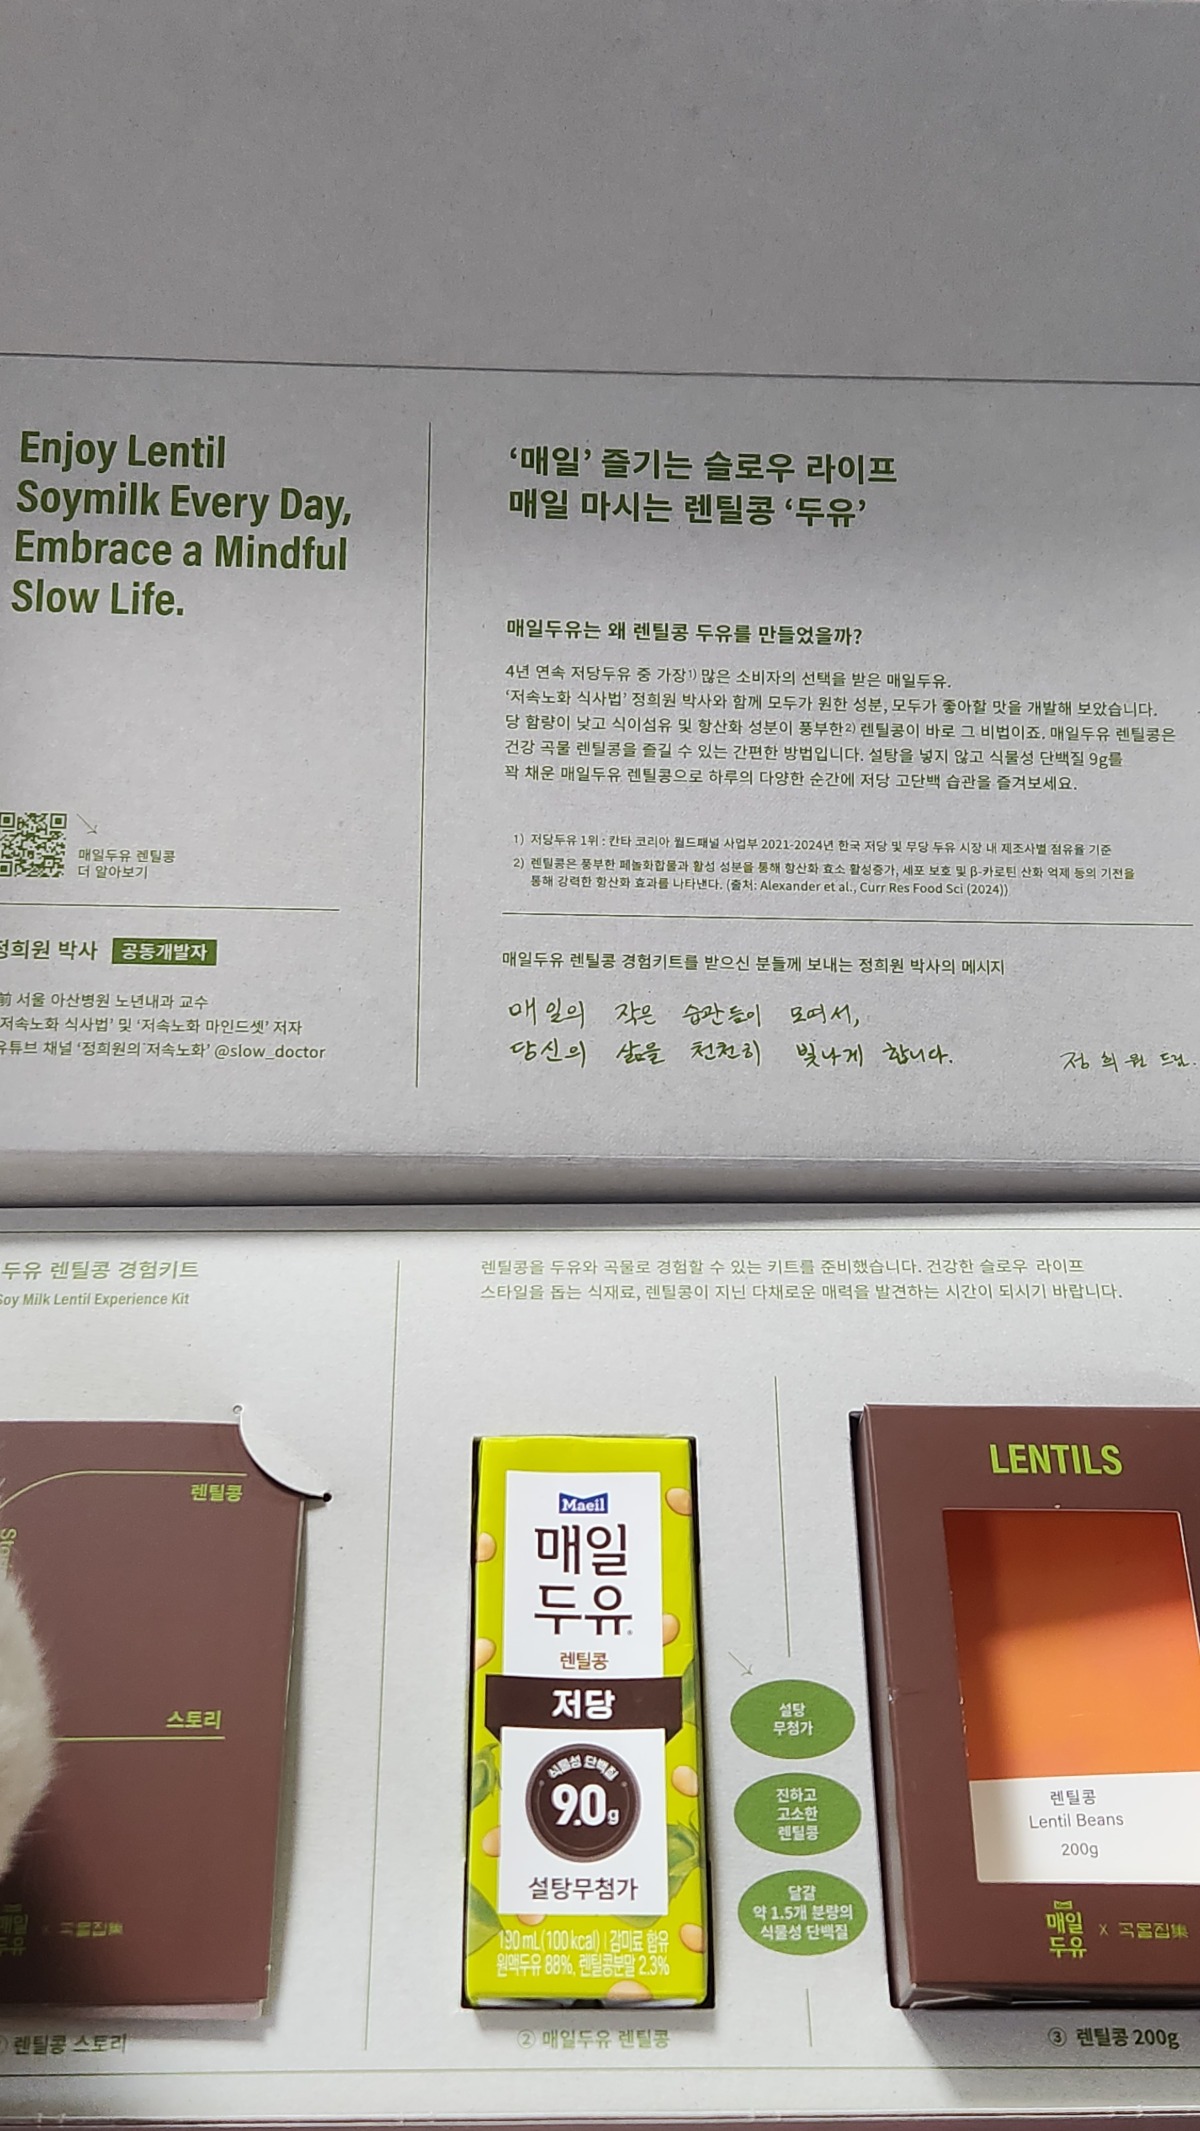 Enjoy Lentil
Soymilk Every Day,
Embrace a Mindful
Slow Life.
매일두유 렌틸콩
더 알아보기
정희원 박사 공동개발자
前 서울 아산병원 노년내과 교수
'저속노화 식사법' 및 '저속노화 마인드셋' 저자
유튜브 채널 '정희원의 저속노화' @slow_doctor
'매일' 즐기는 슬로우 라이프
매일 마시는 렌틸콩 '두유'
매일두유는 왜 렌틸콩 두유를 만들었을까?
4년 연속 저당두유 중 가장1) 많은 소비자의 선택을 받은 매일두유.
'저속노화 식사법' 정희원 박사와 함께 모두가 원한 성분, 모두가 좋아할 맛을 개발해 보았습니다.
당 함량이 낮고 식이섬유 및 항산화 성분이 풍부한2) 렌틸콩이 바로 그 비법이죠. 매일두유 렌틸콩은
건강 곡물 렌틸콩을 즐길 수 있는 간편한 방법입니다. 설탕을 넣지 않고 식물성 단백질 9g를
꽉 채운 매일두유 렌틸콩으로 하루의 다양한 순간에 저당 고단백 습관을 즐겨보세요.
1) 저당두유 1위 : 칸타 코리아 월드패널 사업부 2021-2024년 한국 저당 및 무당 두유 시장 내 제조사별 점유율 기준
2) 렌틸콩은 풍부한 페놀화합물과 활성 성분을 통해 항산화 효소 활성증가, 세포 보호 및 β-카로틴 산화 억제 등의 기전을
통해 강력한 항산화 효과를 나타낸다. (출처: Alexander et al., Curr Res Food Sci (2024))
매일두유 렌틸콩 경험키트를 받으신 분들께 보내는 정희원 박사의 메시지
매일의 작은 습관들이 모여서,
당신의 삶을 천천히 빛나게 합니다.
정희원 드림.
두유 렌틸콩 경험키트
Soy Milk Lentil Experience Kit
렌틸콩을 두유와 곡물로 경험할 수 있는 키트를 준비했습니다. 건강한 슬로우 라이프
스타일을 돕는 식재료, 렌틸콩이 지닌 다채로운 매력을 발견하는 시간이 되시기 바랍니다.
렌틸콩
스토리
매일
두유 x 곡물집集
① 렌틸콩 스토리
Maeil
매일
두유
렌틸콩
저당
식물성 단백질
9.0g
설탕무첨가
190 mL(100 kcal) | 감미료 함유
원액두유 88%, 렌틸콩분말 2.3%
② 매일두유 렌틸콩
설탕
무첨가
진하고
고소한
렌틸콩
달걀
약 1.5개 분량의
식물성 단백질
LENTILS
렌틸콩
Lentil Beans
200g
매일
두유 x 곡물집集
③ 렌틸콩 200g